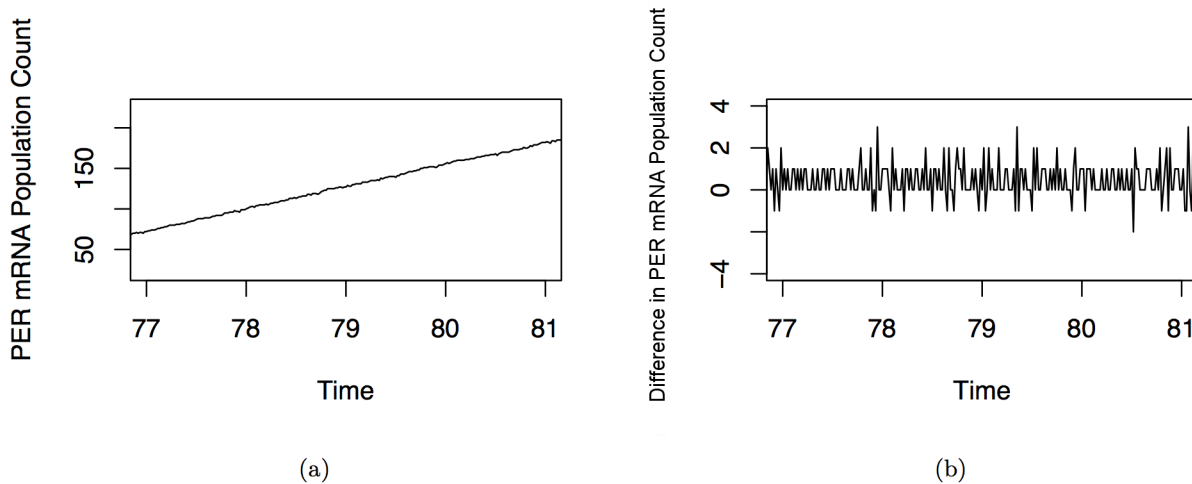 PER mRNA Population Count
150
50
77 78 79 80 81
Time
(a)
Difference in PER mRNA Population Count
4
2
0
−4
77 78 79 80 81
Time
(b)